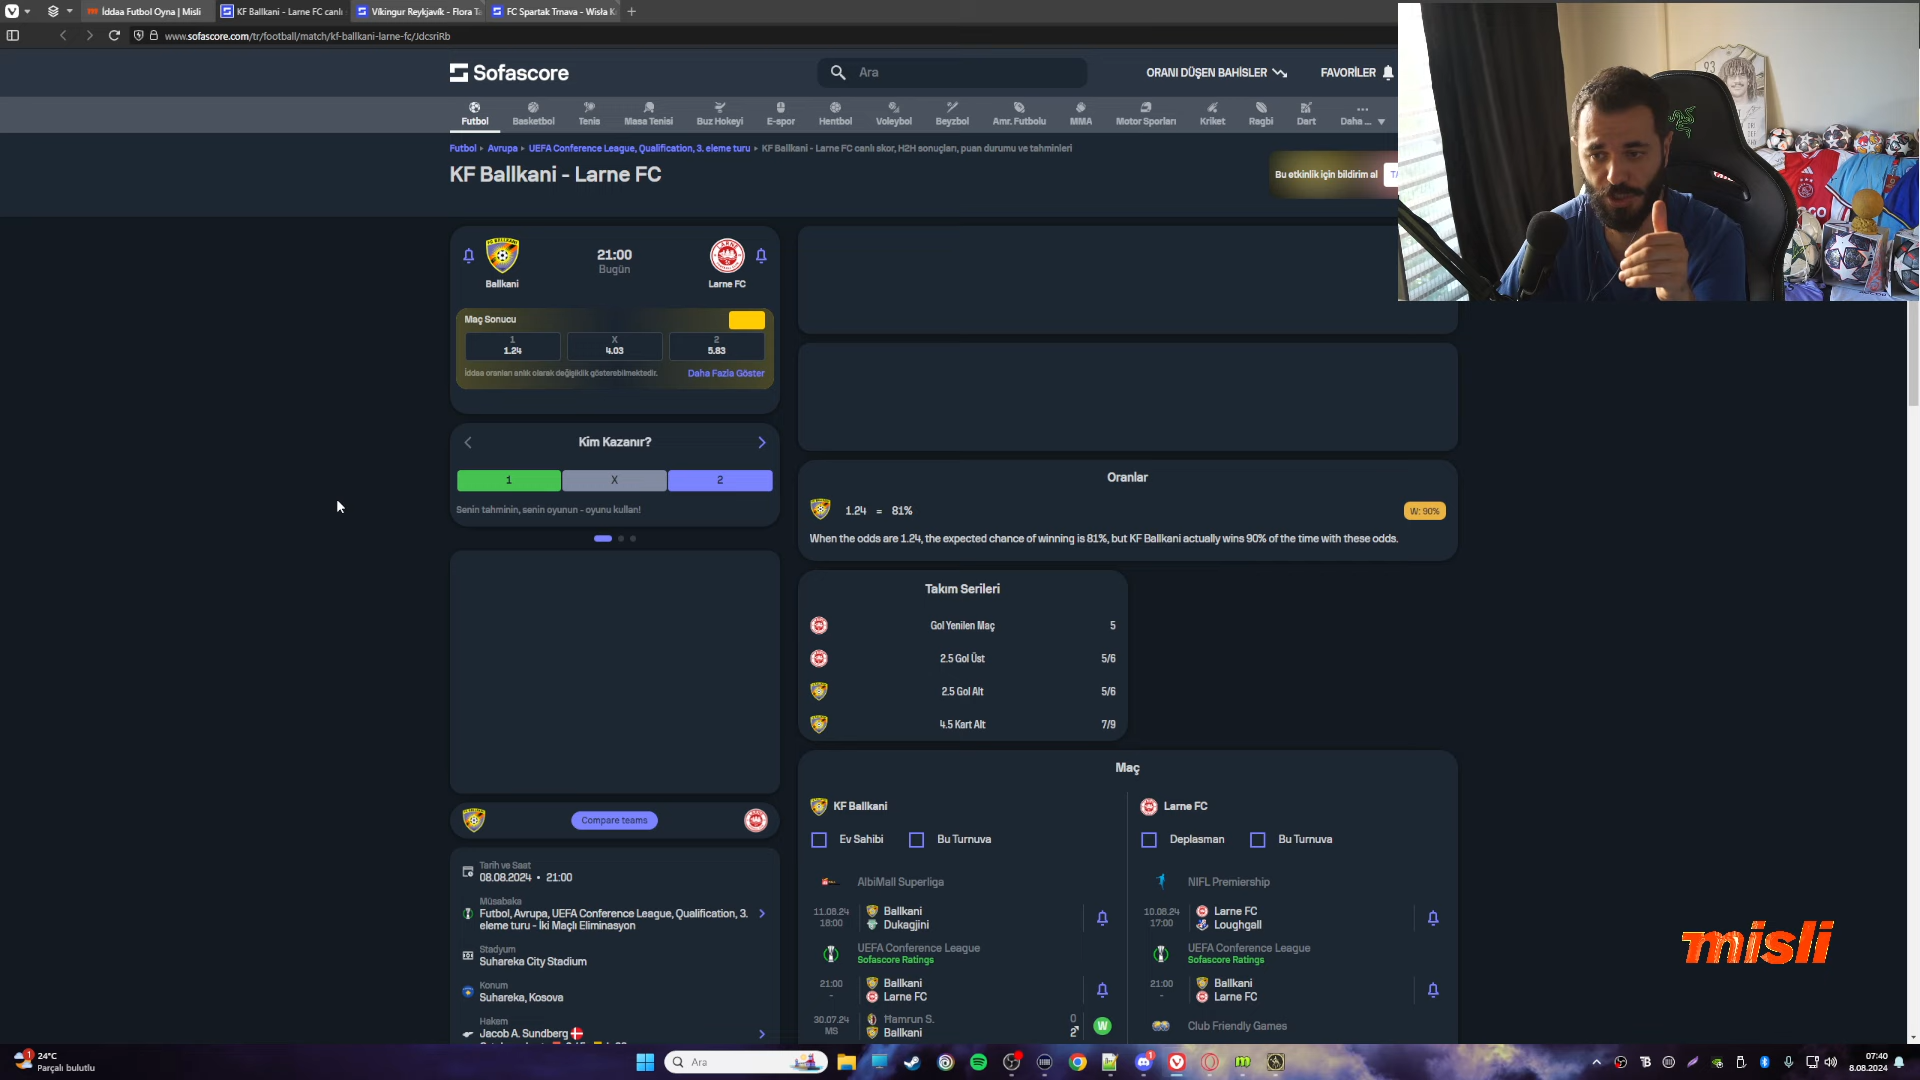 İddaa Futbol Oyna | Misli
KF Ballkani - Larne FC canlı
Víkingur Reykjavík - Flora T
FC Spartak Trnava - Wisła K
www.sofascore.com/tr/football/match/kf-ballkani-larne-fc/JdcsriRb
Sofascore
Ara
ORANI DÜŞEN BAHİSLER
FAVORİLER
Futbol
Basketbol
Tenis
Masa Tenisi
Buz Hokeyi
E-spor
Hentbol
Voleybol
Beyzbol
Amr. Futbolu
MMA
Motor Sporları
Kriket
Ragbi
Dart
Daha ...
Futbol
Avrupa
UEFA Conference League, Qualification, 3. eleme turu
KF Ballkani - Larne FC canlı skor, H2H sonuçları, puan durumu ve tahminleri
KF Ballkani - Larne FC
Bu etkinlik için bildirim al
93
Ballkani
21:00
Bugün
Larne FC
Maç Sonucu
1
1.24
X
4.03
2
5.83
İddaa oranları anlık olarak değişiklik gösterebilmektedir.
Daha Fazla Göster
Kim Kazanır?
1
X
2
Senin tahminin, senin oyunun - oyunu kullan!
Oranlar
1.24 = 81%
W: 90%
When the odds are 1.24, the expected chance of winning is 81%, but KF Ballkani actually wins 90% of the time with these odds.
Takım Serileri
Gol Yenilen Maç 5
2.5 Gol Üst 5/6
2.5 Gol Alt 5/6
4.5 Kart Alt 7/9
Compare teams
Tarih ve Saat
08.08.2024 • 21:00
Müsabaka
Futbol, Avrupa, UEFA Conference League, Qualification, 3.
eleme turu - İki Maçlı Eliminasyon
Stadyum
Suhareka City Stadium
Konum
Suhareka, Kosova
Hakem
Jacob A. Sundberg
Maç
KF Ballkani
Ev Sahibi
Bu Turnuva
AlbiMall Superliga
11.08.24
18:00
Ballkani
Dukagjini
UEFA Conference League
Sofascore Ratings
21:00
-
Ballkani
Larne FC
30.07.24
MS
Ħamrun S.
Ballkani
0
2
W
Larne FC
Deplasman
Bu Turnuva
NIFL Premiership
10.08.24
17:00
Larne FC
Loughgall
UEFA Conference League
Sofascore Ratings
21:00
-
Ballkani
Larne FC
Club Friendly Games
misli
24°C
Parçalı bulutlu
Ara
07:40
8.08.2024